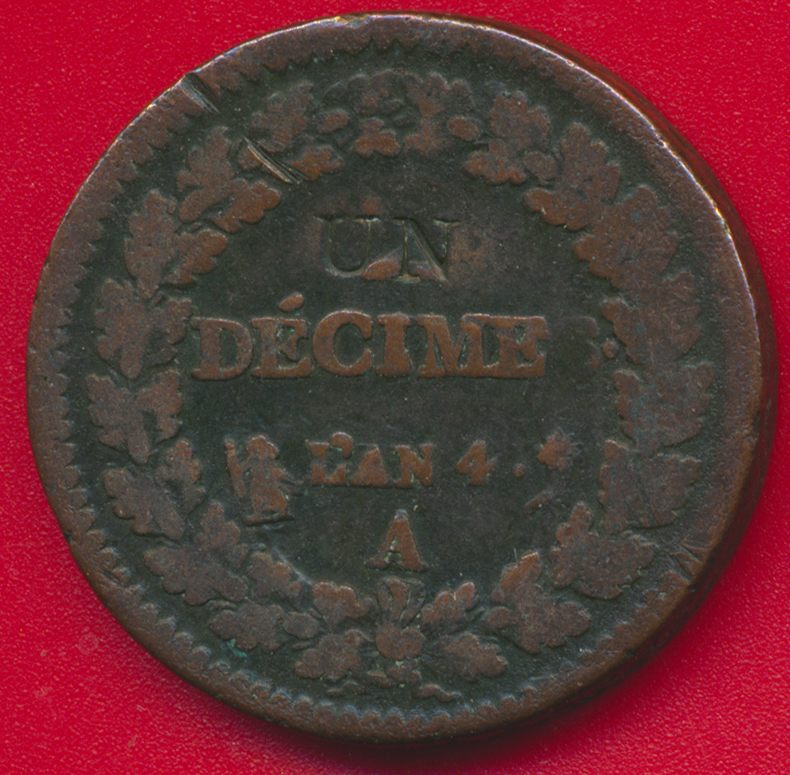 UN
DÉCIME.
L'AN 4.
A